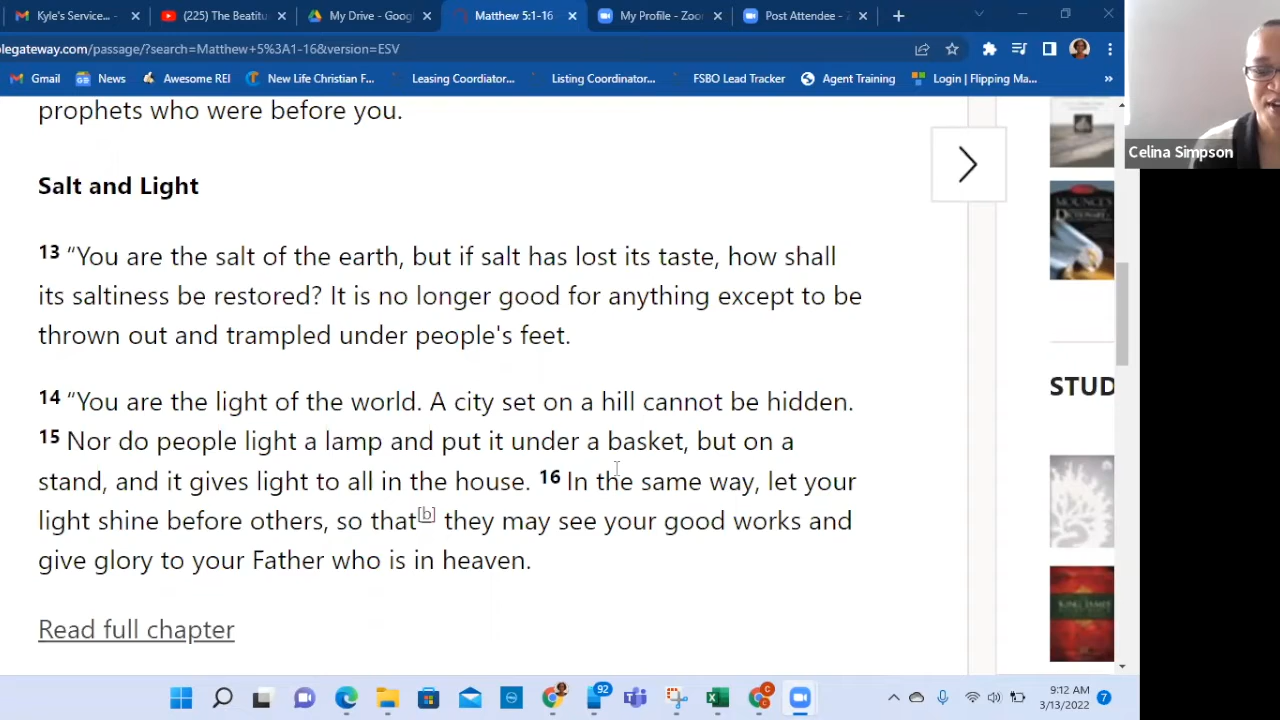 Kyle's Service...
(225) The Beatitu
My Drive - Goog
Matthew 5:1-16
My Profile - Zoo
Post Attendee - Z
legateway.com/passage/?search=Matthew+5%3A1-16&version=ESV
Gmail
News
Awesome REI
New Life Christian F...
Leasing Coordiator...
Listing Coordinator...
FSBO Lead Tracker
Agent Training
Login | Flipping Ma...
»
prophets who were before you.
Celina Simpson
Salt and Light
13 “You are the salt of the earth, but if salt has lost its taste, how shall
its saltiness be restored? It is no longer good for anything except to be
thrown out and trampled under people's feet.
14 “You are the light of the world. A city set on a hill cannot be hidden.
15 Nor do people light a lamp and put it under a basket, but on a
stand, and it gives light to all in the house. 16 In the same way, let your
light shine before others, so that[b] they may see your good works and
give glory to your Father who is in heaven.
Read full chapter
MOUNCE'S
DICTIONARY
STUD
KING JAMES
92
9:12 AM
3/13/2022
7